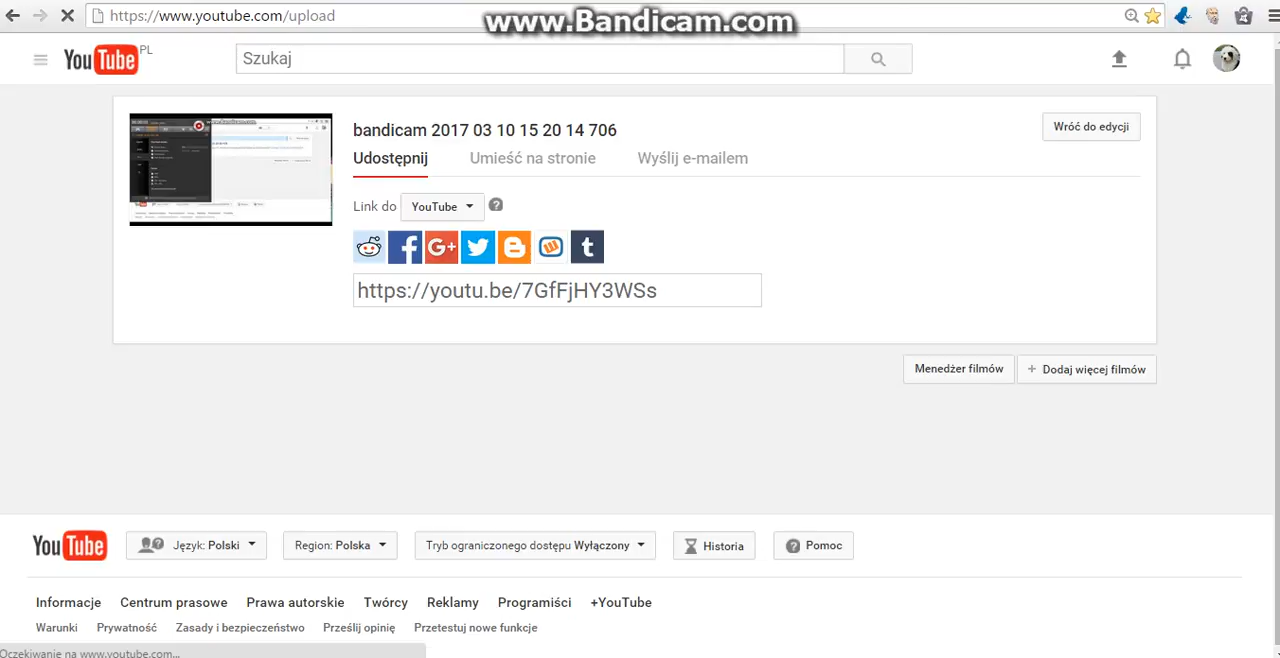 https://www.youtube.com/upload
www.Bandicam.com
YouTube PL
Szukaj
bandicam 2017 03 10 15 20 14 706
Wróć do edycji
Udostępnij Umieść na stronie Wyślij e-mailem
Link do YouTube ?
f G+ B t
https://youtu.be/7GfFjHY3WSs
Menedżer filmów + Dodaj więcej filmów
YouTube Język: Polski Region: Polska Tryb ograniczonego dostępu Wyłączony Historia ? Pomoc
Informacje Centrum prasowe Prawa autorskie Twórcy Reklamy Programiści +YouTube
Warunki Prywatność Zasady i bezpieczeństwo Prześlij opinię Przetestuj nowe funkcje
Oczekiwanie na www.youtube.com...